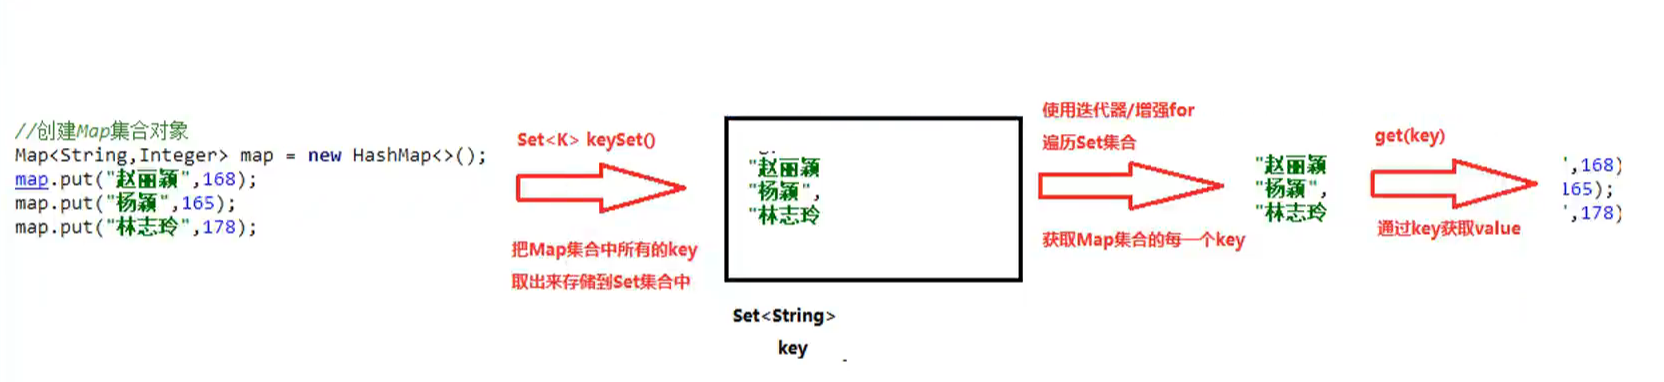 //创建Map集合对象
Map<String,Integer> map = new HashMap<>();
map.put("赵丽颖",168);
map.put("杨颖",165);
map.put("林志玲",178);
Set<K> keySet()
把Map集合中所有的key
取出来存储到Set集合中
"赵丽颖
"杨颖",
"林志玲
Set<String>
key
使用迭代器/增强for
遍历Set集合
获取Map集合的每一个key
"赵丽颖
"杨颖",
"林志玲
get(key)
通过key获取value
',168)
165);
',178)